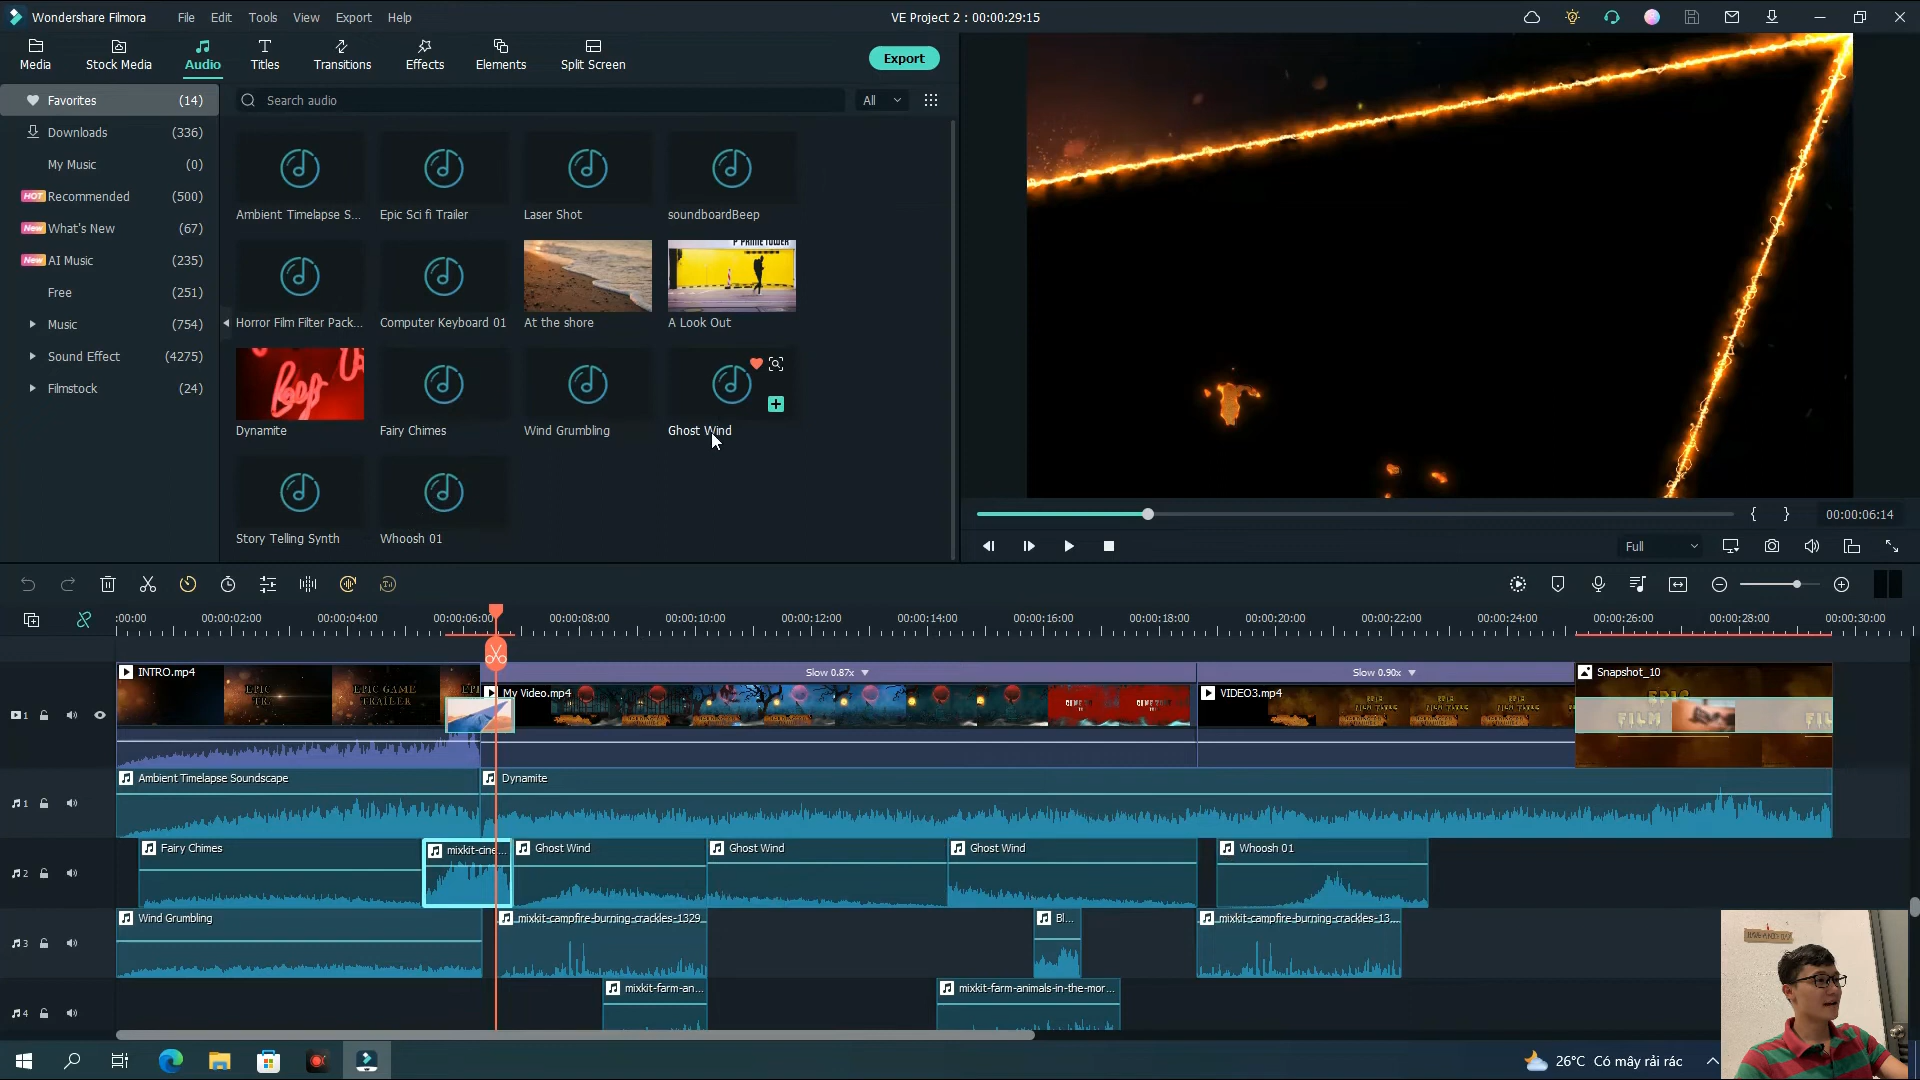 Wondershare Filmora
File Edit Tools View Export Help
VE Project 2 : 00:00:29:15
Media Stock Media Audio Titles Transitions Effects Elements Split Screen
Export
Favorites (14)
Downloads (336)
My Music (0)
HOT Recommended (500)
New What's New (67)
New AI Music (235)
Free (251)
Music (754)
Sound Effect (4275)
Filmstock (24)
Search audio
All
Ambient Timelapse S...
Epic Sci fi Trailer
Laser Shot
soundboardBeep
Horror Film Filter Pack...
Computer Keyboard 01
At the shore
A Look Out
Dynamite
Fairy Chimes
Wind Grumbling
Ghost Wind
Story Telling Synth
Whoosh 01
{ } 00:00:06:14
Full
:00:00 00:00:02:00 00:00:04:00 00:00:06:00 00:00:08:00 00:00:10:00 00:00:12:00 00:00:14:00 00:00:16:00 00:00:18:00 00:00:20:00 00:00:22:00 00:00:24:00 00:00:26:00 00:00:28:00 00:00:30:00
INTRO.mp4
Slow 0.87x
Slow 0.90x
Snapshot_10
My Video.mp4
VIDEO3.mp4
EPIC GAME
TRAILER
1
Ambient Timelapse Soundscape
Dynamite
1
Fairy Chimes
mixkit-cine...
Ghost Wind
Ghost Wind
Ghost Wind
Whoosh 01
2
Wind Grumbling
mixkit-campfire-burning-crackles-1329...
Bl...
mixkit-campfire-burning-crackles-13....
3
mixkit-farm-an...
mixkit-farm-animals-in-the-mor...
4
26°C Có mây rải rác